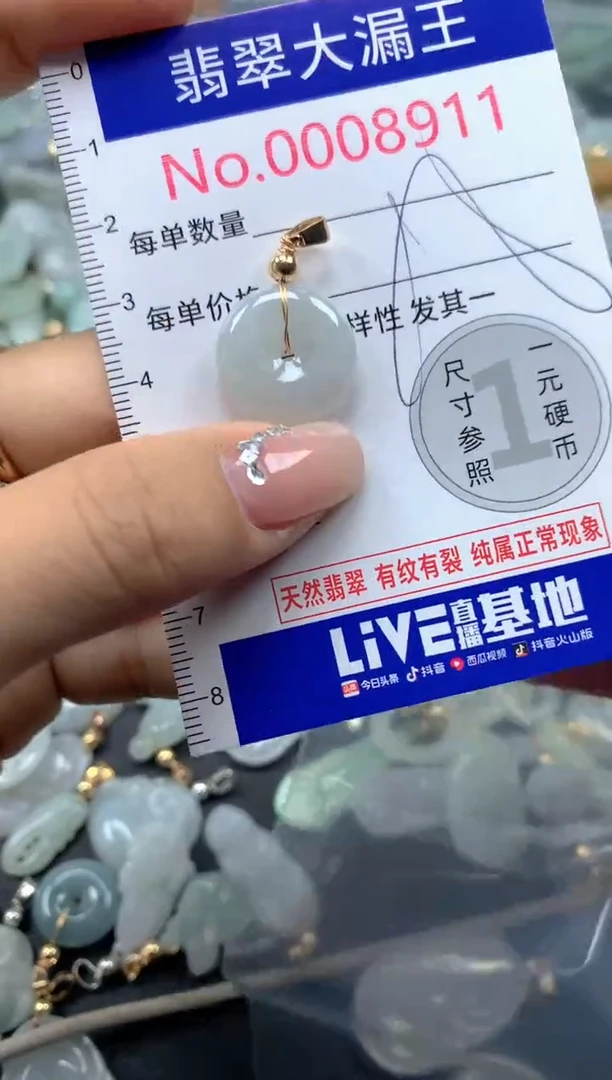 翡翠大漏王
No.0008911
每单数量
每单价
样性 发其一
尺寸参照
1
一元硬币
天然翡翠 有纹有裂 纯属正常现象
LiVE直播基地
今日头条 抖音 西瓜视频 抖音火山版
0
1
2
3
4
7
8